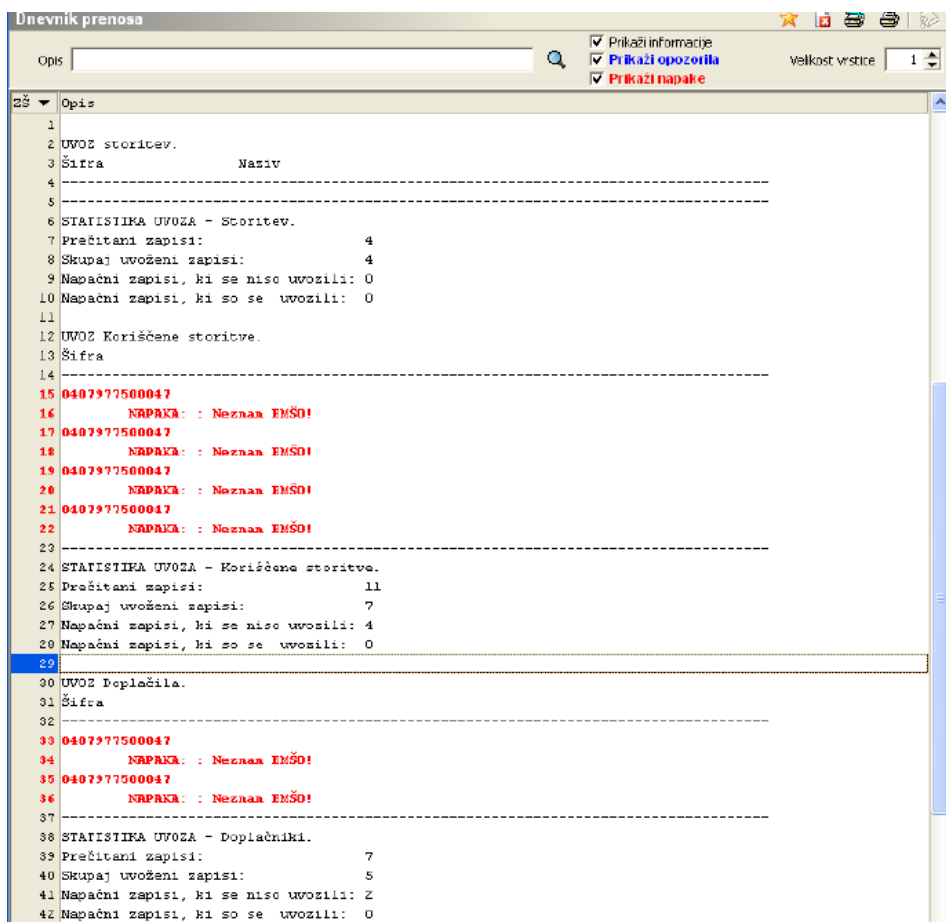 Dnevnik prenosa
Opis
Prikaži informacije
Prikaži opozorila
Prikaži napake
Velikost vrstice 1
ZŠ Opis
1
2 UVOZ storitev.
3 Šifra Naziv
4 ------------------------------------------------------------------------------------
5 ------------------------------------------------------------------------------------
6 STATISTIKA UVOZA - Storitev.
7 Prečitani zapisi: 4
8 Skupaj uvoženi zapisi: 4
9 Napačni zapisi, ki se niso uvozili: 0
10 Napačni zapisi, ki so se uvozili: 0
11
12 UVOZ Koriščene storitve.
13 Šifra
14 ------------------------------------------------------------------------------------
15 0407977500047
16 NAPAKA: : Neznan EMŠO!
17 0407977500047
18 NAPAKA: : Neznan EMŠO!
19 0407977500047
20 NAPAKA: : Neznan EMŠO!
21 0407977500047
22 NAPAKA: : Neznan EMŠO!
23 ------------------------------------------------------------------------------------
24 STATISTIKA UVOZA - Koriščene storitve.
25 Prečitani zapisi: 11
26 Skupaj uvoženi zapisi: 7
27 Napačni zapisi, ki se niso uvozili: 4
28 Napačni zapisi, ki so se uvozili: 0
29
30 UVOZ Doplačila.
31 Šifra
32 ------------------------------------------------------------------------------------
33 0407977500047
34 NAPAKA: : Neznan EMŠO!
35 0407977500047
36 NAPAKA: : Neznan EMŠO!
37 ------------------------------------------------------------------------------------
38 STATISTIKA UVOZA - Doplačniki.
39 Prečitani zapisi: 7
40 Skupaj uvoženi zapisi: 5
41 Napačni zapisi, ki se niso uvozili: 2
42 Napačni zapisi, ki so se uvozili: 0